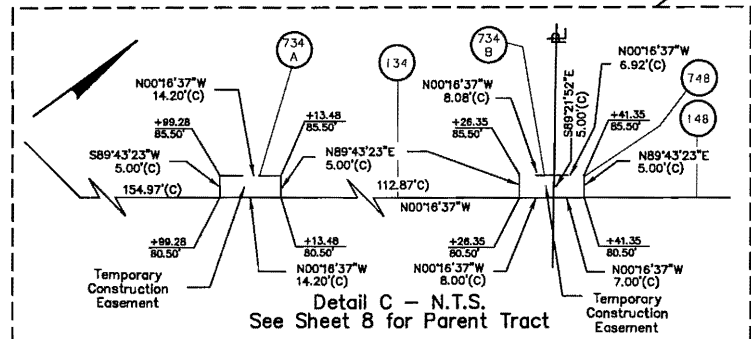 734
A
134
734
B
P
L
N00°16'37"W
6.92'(C)
748
148
N00°16'37"W
14.20'(C)
N00°16'37"W
8.08'(C)
S89°21'52"E
5.00'(C)
+99.28
85.50'
+13.48
85.50'
+26.35
85.50'
+41.35
85.50'
S89°43'23"W
5.00'(C)
N89°43'23"E
5.00'(C)
N89°43'23"E
5.00'(C)
154.97'(C)
112.87'C)
N00°16'37"W
+99.28
80.50'
+13.48
80.50'
+26.35
80.50'
+41.35
80.50'
N00°16'37"W
14.20'(C)
N00°16'37"W
8.00'(C)
N00°16'37"W
7.00'(C)
Temporary
Construction
Easement
Temporary
Construction
Easement
Detail C – N.T.S.
See Sheet 8 for Parent Tract